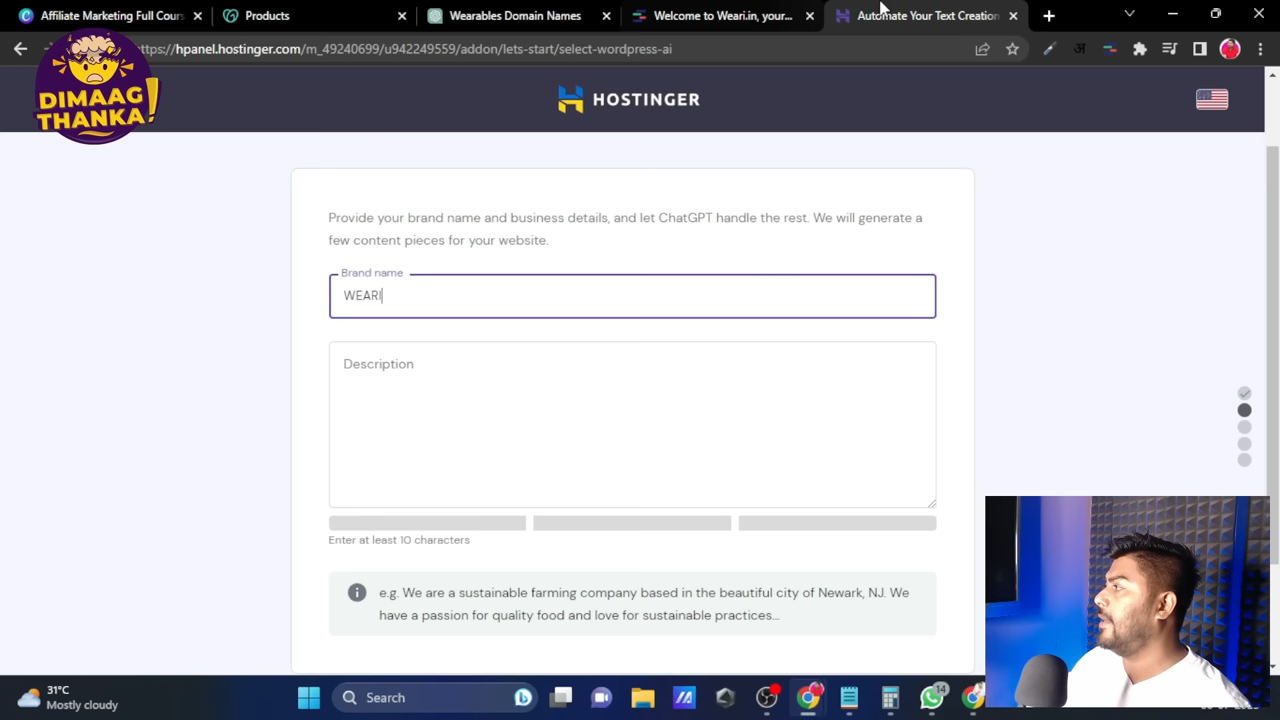 Affiliate Marketing Full Cours
Products
Wearables Domain Names
Welcome to Weari.in, your...
Automate Your Text Creation
https://hpanel.hostinger.com/m_49240699/u942249559/addon/lets-start/select-wordpress-ai
DIMAAG
THANKA!
HOSTINGER
Provide your brand name and business details, and let ChatGPT handle the rest. We will generate a
few content pieces for your website.
Brand name
WEARI
Description
Enter at least 10 characters
e.g. We are a sustainable farming company based in the beautiful city of Newark, NJ. We
have a passion for quality food and love for sustainable practices...
31°C
Mostly cloudy
Search
14